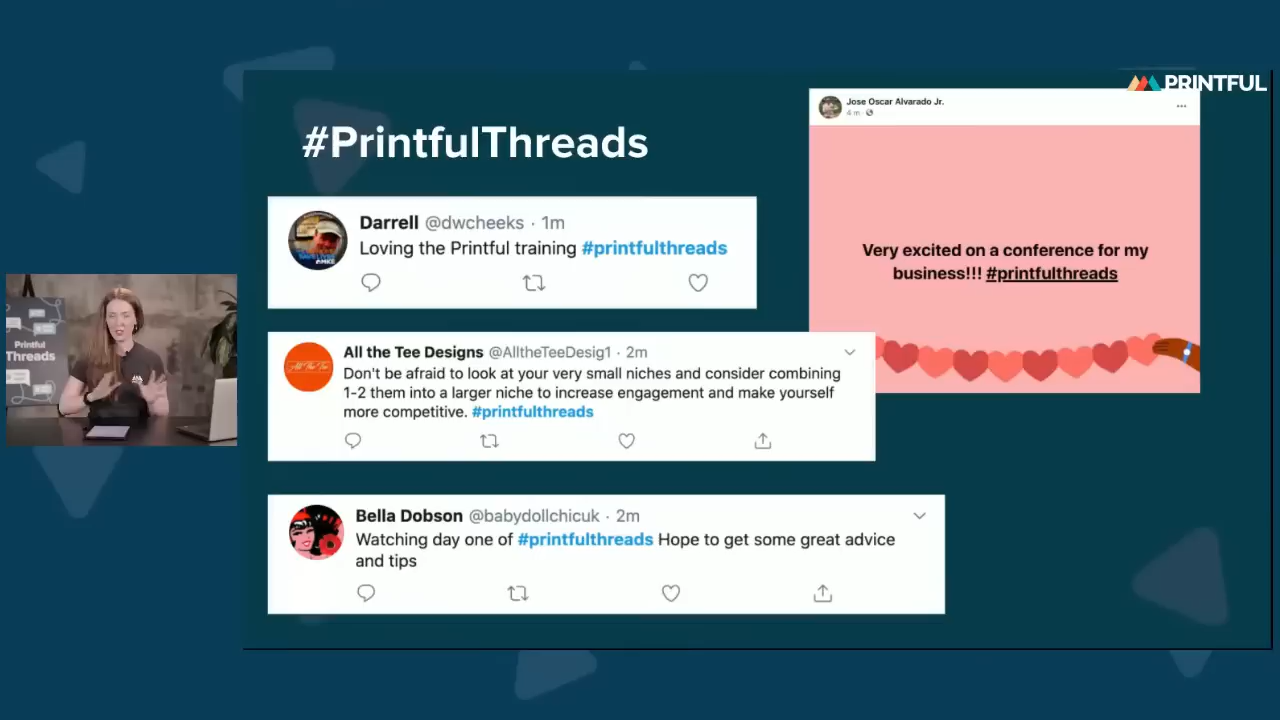 PRINTFUL
#PrintfulThreads
Jose Oscar Alvarado Jr.
4 m
Very excited on a conference for my
business!!! #printfulthreads
Darrell @dwcheeks · 1m
Loving the Printful training #printfulthreads
All the Tee Designs @AlltheTeeDesig1 · 2m
Don't be afraid to look at your very small niches and consider combining
1-2 them into a larger niche to increase engagement and make yourself
more competitive. #printfulthreads
Bella Dobson @babydollchicuk · 2m
Watching day one of #printfulthreads Hope to get some great advice
and tips
Printful
Threads